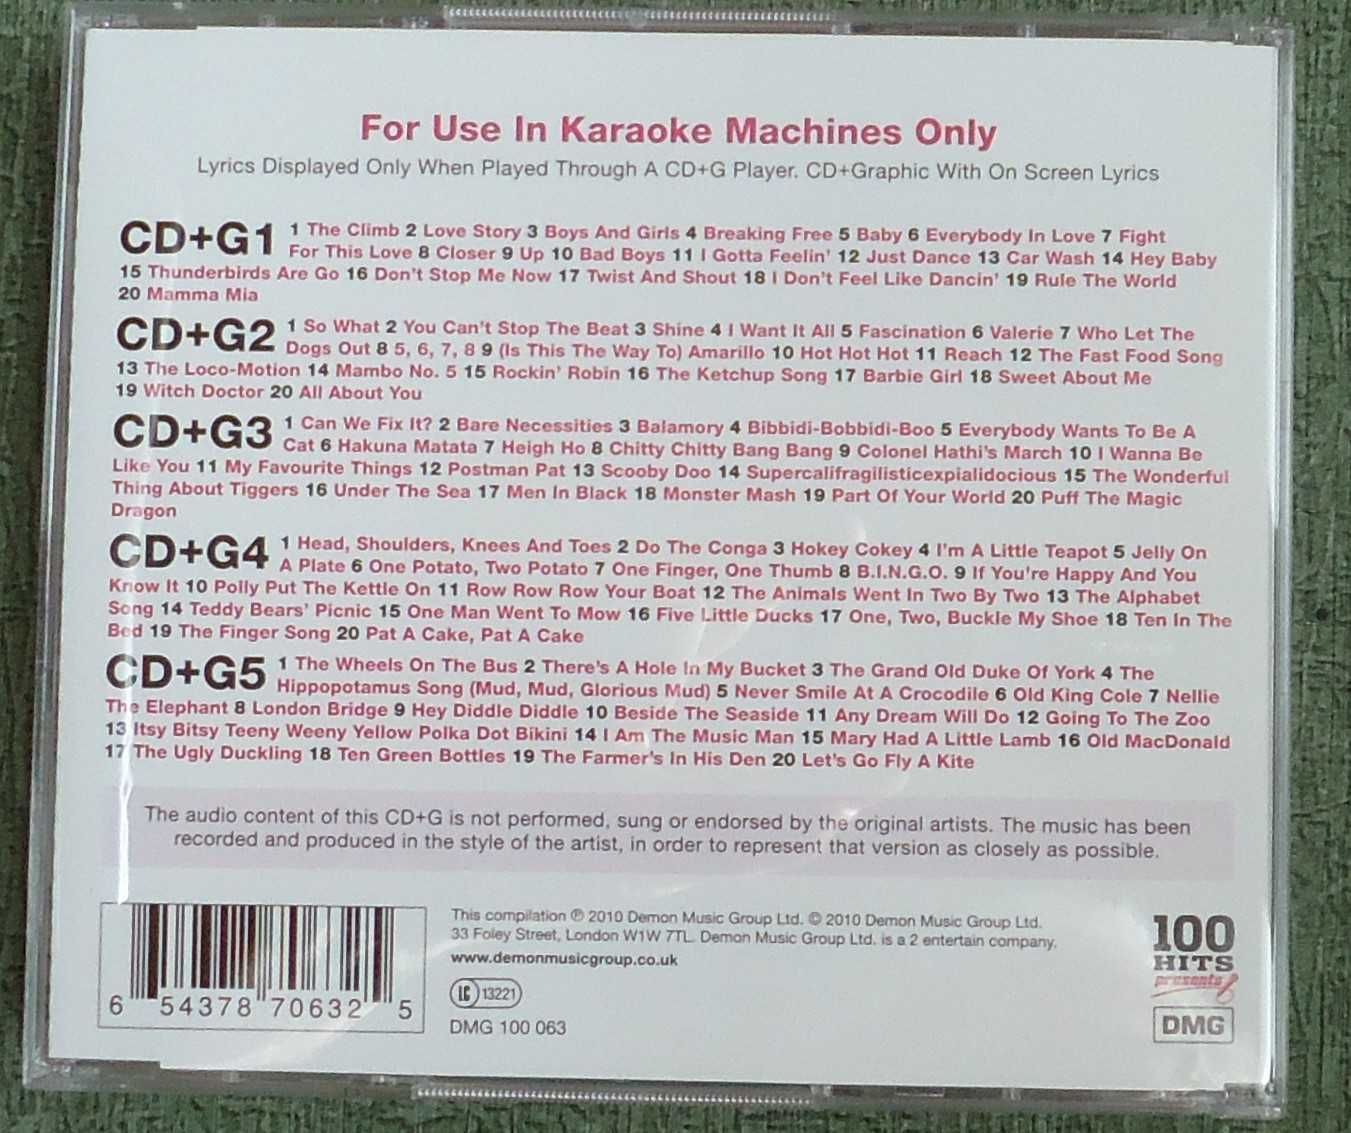 For Use In Karaoke Machines Only
Lyrics Displayed Only When Played Through A CD+G Player. CD+Graphic With On Screen Lyrics
CD+G1 1 The Climb 2 Love Story 3 Boys And Girls 4 Breaking Free 5 Baby 6 Everybody In Love 7 Fight
For This Love 8 Closer 9 Up 10 Bad Boys 11 I Gotta Feelin' 12 Just Dance 13 Car Wash 14 Hey Baby
15 Thunderbirds Are Go 16 Don't Stop Me Now 17 Twist And Shout 18 I Don't Feel Like Dancin' 19 Rule The World
20 Mamma Mia
CD+G2 1 So What 2 You Can't Stop The Beat 3 Shine 4 I Want It All 5 Fascination 6 Valerie 7 Who Let The
Dogs Out 8 5, 6, 7, 8 9 (Is This The Way To) Amarillo 10 Hot Hot Hot 11 Reach 12 The Fast Food Song
13 The Loco-Motion 14 Mambo No. 5 15 Rockin' Robin 16 The Ketchup Song 17 Barbie Girl 18 Sweet About Me
19 Witch Doctor 20 All About You
CD+G3 1 Can We Fix It? 2 Bare Necessities 3 Balamory 4 Bibbidi-Bobbidi-Boo 5 Everybody Wants To Be A
Cat 6 Hakuna Matata 7 Heigh Ho 8 Chitty Chitty Bang Bang 9 Colonel Hathi's March 10 I Wanna Be
Like You 11 My Favourite Things 12 Postman Pat 13 Scooby Doo 14 Supercalifragilisticexpialidocious 15 The Wonderful
Thing About Tiggers 16 Under The Sea 17 Men In Black 18 Monster Mash 19 Part Of Your World 20 Puff The Magic
Dragon
CD+G4 1 Head, Shoulders, Knees And Toes 2 Do The Conga 3 Hokey Cokey 4 I'm A Little Teapot 5 Jelly On
A Plate 6 One Potato, Two Potato 7 One Finger, One Thumb 8 B.I.N.G.O. 9 If You're Happy And You
Know It 10 Polly Put The Kettle On 11 Row Row Row Your Boat 12 The Animals Went In Two By Two 13 The Alphabet
Song 14 Teddy Bears' Picnic 15 One Man Went To Mow 16 Five Little Ducks 17 One, Two, Buckle My Shoe 18 Ten In The
Bed 19 The Finger Song 20 Pat A Cake, Pat A Cake
CD+G5 1 The Wheels On The Bus 2 There's A Hole In My Bucket 3 The Grand Old Duke Of York 4 The
Hippopotamus Song (Mud, Mud, Glorious Mud) 5 Never Smile At A Crocodile 6 Old King Cole 7 Nellie
The Elephant 8 London Bridge 9 Hey Diddle Diddle 10 Beside The Seaside 11 Any Dream Will Do 12 Going To The Zoo
13 Itsy Bitsy Teeny Weeny Yellow Polka Dot Bikini 14 I Am The Music Man 15 Mary Had A Little Lamb 16 Old MacDonald
17 The Ugly Duckling 18 Ten Green Bottles 19 The Farmer's In His Den 20 Let's Go Fly A Kite
The audio content of this CD+G is not performed, sung or endorsed by the original artists. The music has been
recorded and produced in the style of the artist, in order to represent that version as closely as possible.
6 54378 70632 5
This compilation ℗ 2010 Demon Music Group Ltd. © 2010 Demon Music Group Ltd.
33 Foley Street, London W1W 7TL. Demon Music Group Ltd. is a 2 entertain company.
www.demonmusicgroup.co.uk
LC 13221
DMG 100 063
100
HITS
presents
DMG